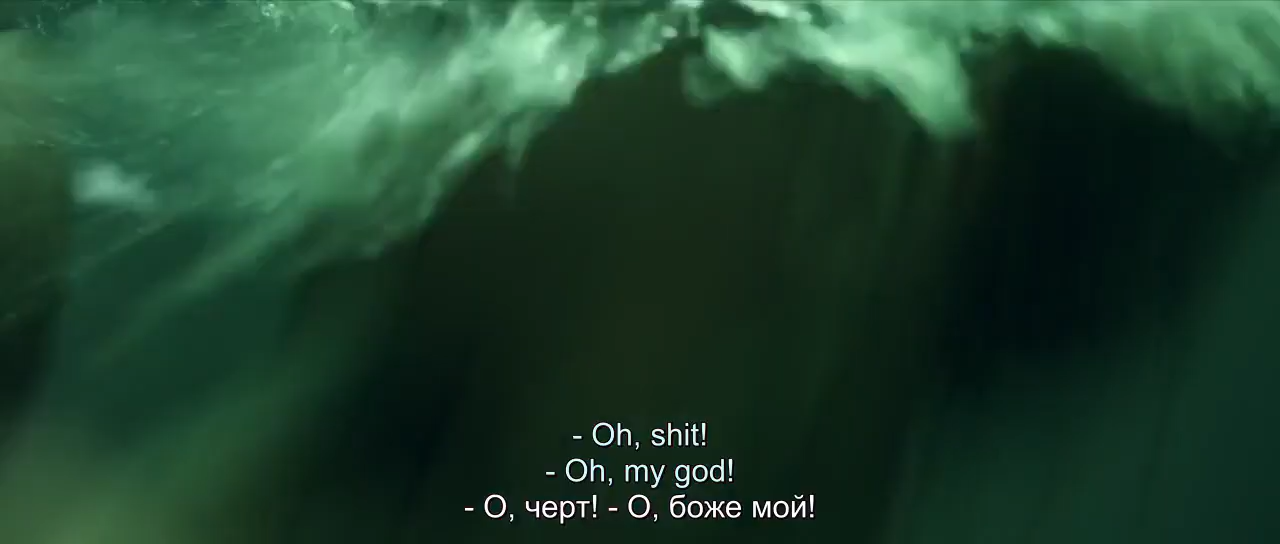 - Oh, shit!
- Oh, my god!
- О, черт! - О, боже мой!